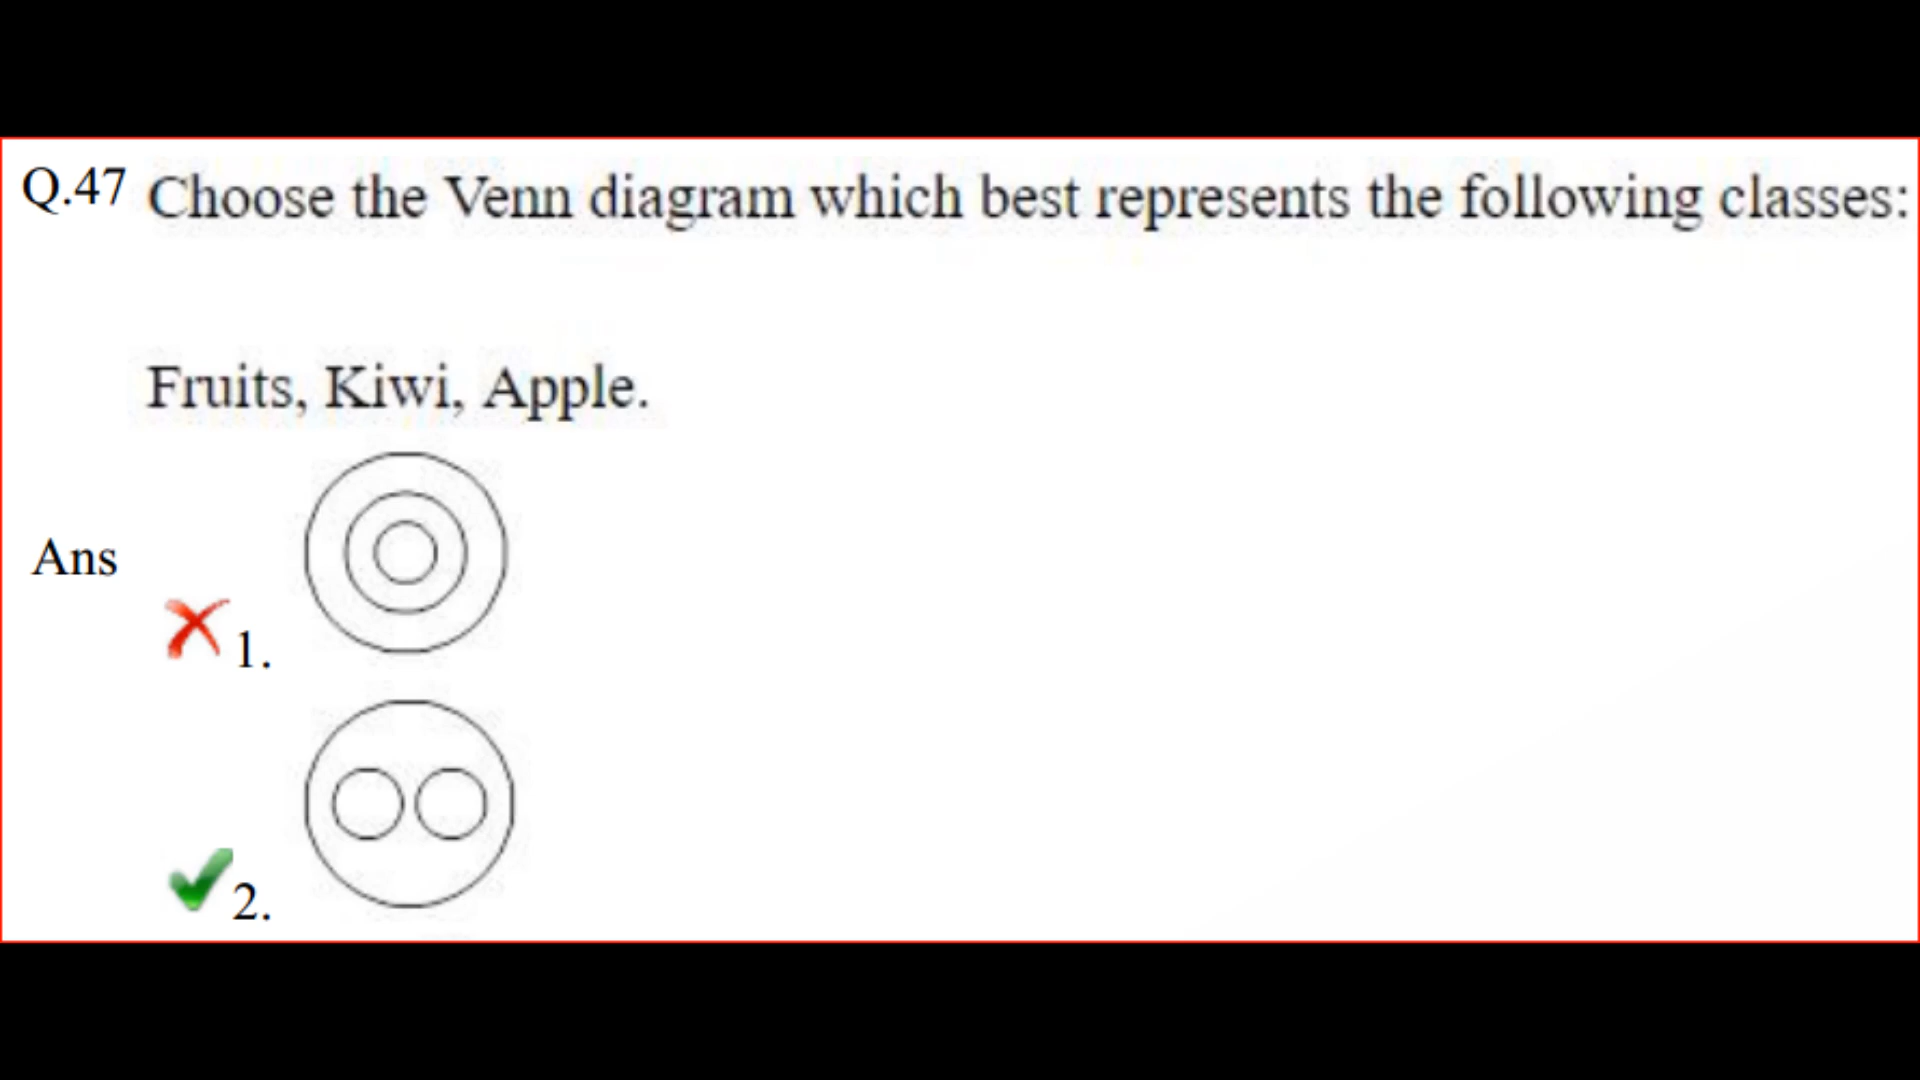 Q.47 Choose the Venn diagram which best represents the following classes:
Fruits, Kiwi, Apple.
Ans
1.
2.